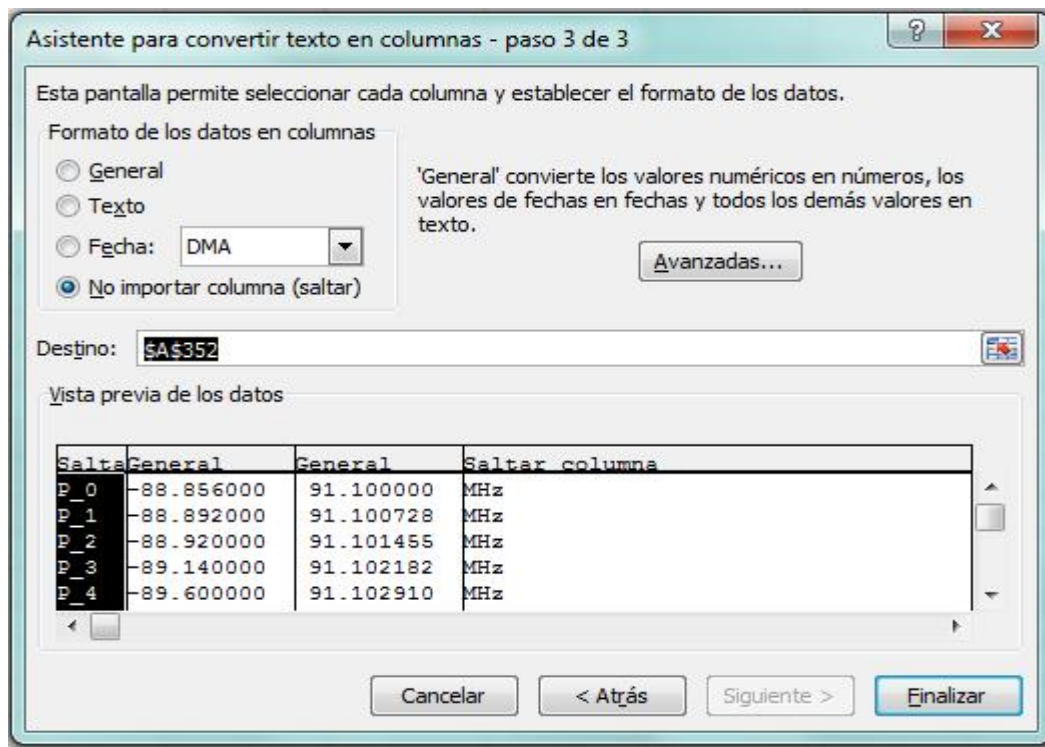 Asistente para convertir texto en columnas - paso 3 de 3
Esta pantalla permite seleccionar cada columna y establecer el formato de los datos.
Formato de los datos en columnas
General
Texto
Fecha: DMA
No importar columna (saltar)
'General' convierte los valores numéricos en números, los
valores de fechas en fechas y todos los demás valores en
texto.
Avanzadas...
Destino: $A$352
Vista previa de los datos
SaltaGeneral General Saltar columna
P_0 -88.856000 91.100000 MHz
P_1 -88.892000 91.100728 MHz
P_2 -88.920000 91.101455 MHz
P_3 -89.140000 91.102182 MHz
P_4 -89.600000 91.102910 MHz
Cancelar < Atrás Siguiente > Finalizar